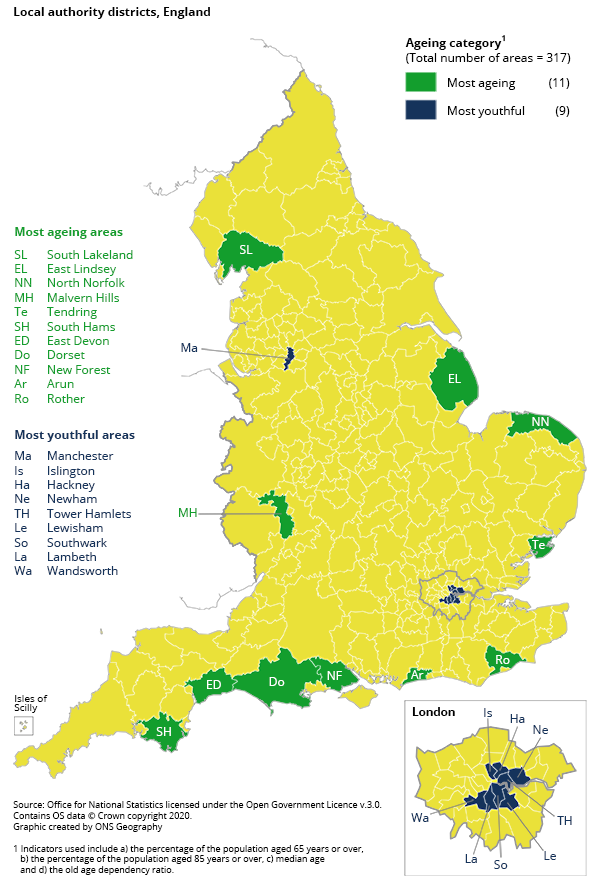 Local authority districts, England
Ageing category1
(Total number of areas = 317)
Most ageing (11)
Most youthful (9)
Most ageing areas
SL South Lakeland
EL East Lindsey
NN North Norfolk
MH Malvern Hills
Te Tendring
SH South Hams
ED East Devon
Do Dorset
NF New Forest
Ar Arun
Ro Rother
Most youthful areas
Ma Manchester
Is Islington
Ha Hackney
Ne Newham
TH Tower Hamlets
Le Lewisham
So Southwark
La Lambeth
Wa Wandsworth
SL
Ma
EL
NN
MH
Te
Ro
Ar
NF
Do
ED
SH
Isles of
Scilly
London
Is
Ha
Ne
Wa
TH
La
So
Le
Source: Office for National Statistics licensed under the Open Government Licence v.3.0.
Contains OS data © Crown copyright 2020.
Graphic created by ONS Geography
1 Indicators used include a) the percentage of the population aged 65 years or over,
b) the percentage of the population aged 85 years or over, c) median age
and d) the old age dependency ratio.